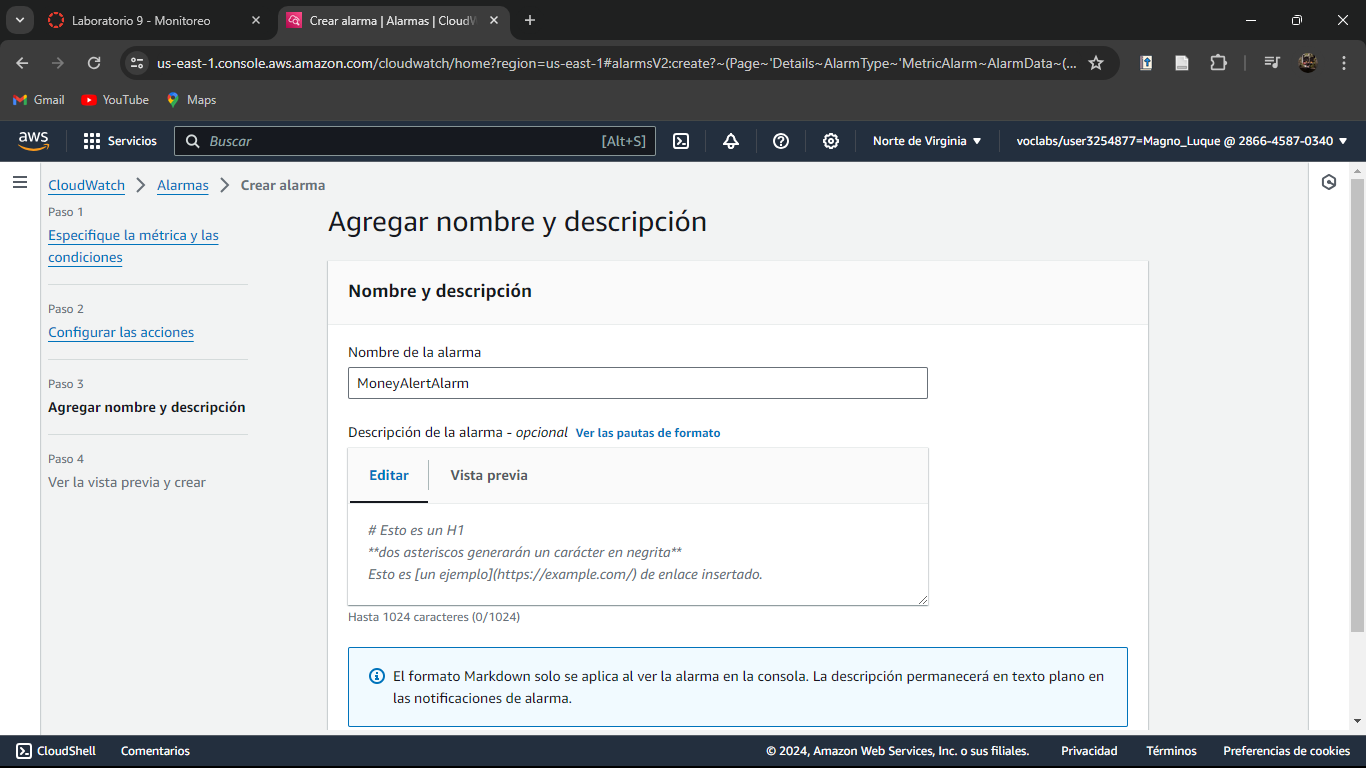 Laboratorio 9 - Monitoreo
Crear alarma | Alarmas | CloudW
us-east-1.console.aws.amazon.com/cloudwatch/home?region=us-east-1#alarmsV2:create?~(Page~'Details~AlarmType~'MetricAlarm~AlarmData~(...
Gmail
YouTube
Maps
aws
Servicios
Buscar
[Alt+S]
Norte de Virginia
voclabs/user3254877=Magno_Luque @ 2866-4587-0340
CloudWatch
Alarmas
Crear alarma
Paso 1
Especifique la métrica y las
condiciones
Paso 2
Configurar las acciones
Paso 3
Agregar nombre y descripción
Paso 4
Ver la vista previa y crear
Agregar nombre y descripción
Nombre y descripción
Nombre de la alarma
MoneyAlertAlarm
Descripción de la alarma - opcional Ver las pautas de formato
Editar
Vista previa
# Esto es un H1
**dos asteriscos generarán un carácter en negrita**
Esto es [un ejemplo](https://example.com/) de enlace insertado.
Hasta 1024 caracteres (0/1024)
El formato Markdown solo se aplica al ver la alarma en la consola. La descripción permanecerá en texto plano en
las notificaciones de alarma.
CloudShell
Comentarios
© 2024, Amazon Web Services, Inc. o sus filiales.
Privacidad
Términos
Preferencias de cookies